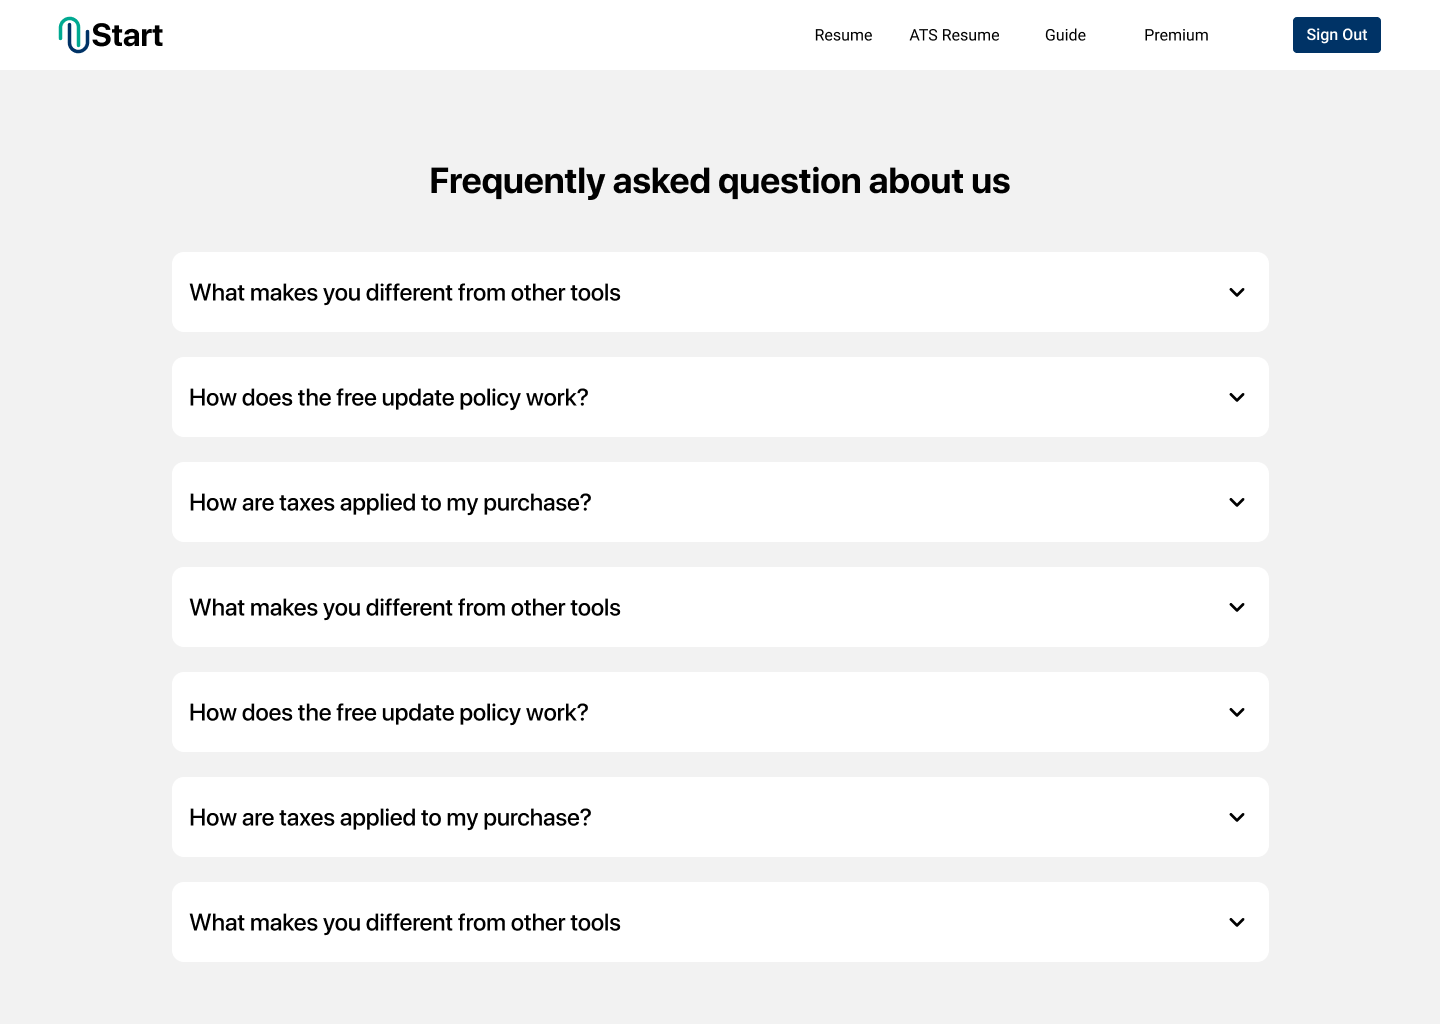 Start
Resume ATS Resume Guide Premium Sign Out
Frequently asked question about us
What makes you different from other tools
How does the free update policy work?
How are taxes applied to my purchase?
What makes you different from other tools
How does the free update policy work?
How are taxes applied to my purchase?
What makes you different from other tools